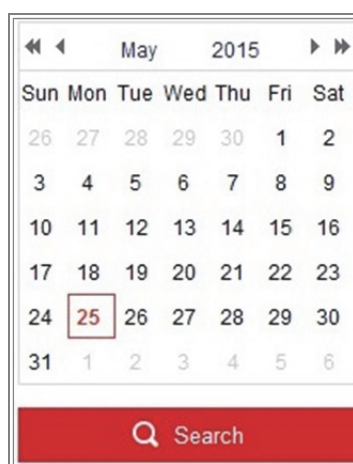 May 2015
Sun Mon Tue Wed Thu Fri Sat
26 27 28 29 30 1 2
3 4 5 6 7 8 9
10 11 12 13 14 15 16
17 18 19 20 21 22 23
24 25 26 27 28 29 30
31 1 2 3 4 5 6
Search